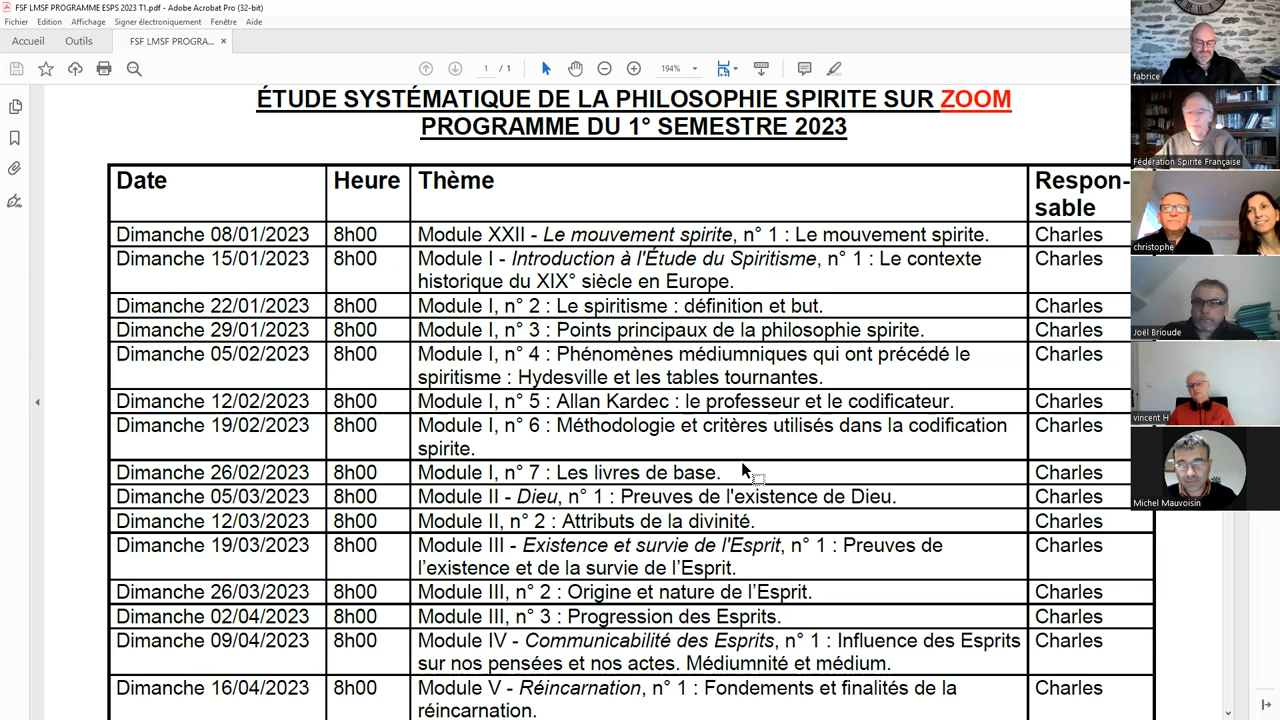 FSF LMSF PROGRAMME ESPS 2023 T1.pdf - Adobe Acrobat Pro (32-bit)
Fichier Edition Affichage Signer électroniquement Fenêtre Aide
Accueil Outils FSF LMSF PROGRA... ×
1 / 1 194%
ÉTUDE SYSTÉMATIQUE DE LA PHILOSOPHIE SPIRITE SUR ZOOM
PROGRAMME DU 1° SEMESTRE 2023
Date Heure Thème Respon-
sable
Dimanche 08/01/2023 8h00 Module XXII - Le mouvement spirite, n° 1 : Le mouvement spirite. Charles
Dimanche 15/01/2023 8h00 Module I - Introduction à l'Étude du Spiritisme, n° 1 : Le contexte Charles
historique du XIX° siècle en Europe.
Dimanche 22/01/2023 8h00 Module I, n° 2 : Le spiritisme : définition et but. Charles
Dimanche 29/01/2023 8h00 Module I, n° 3 : Points principaux de la philosophie spirite. Charles
Dimanche 05/02/2023 8h00 Module I, n° 4 : Phénomènes médiumniques qui ont précédé le Charles
spiritisme : Hydesville et les tables tournantes.
Dimanche 12/02/2023 8h00 Module I, n° 5 : Allan Kardec : le professeur et le codificateur. Charles
Dimanche 19/02/2023 8h00 Module I, n° 6 : Méthodologie et critères utilisés dans la codification Charles
spirite.
Dimanche 26/02/2023 8h00 Module I, n° 7 : Les livres de base. Charles
Dimanche 05/03/2023 8h00 Module II - Dieu, n° 1 : Preuves de l'existence de Dieu. Charles
Dimanche 12/03/2023 8h00 Module II, n° 2 : Attributs de la divinité. Charles
Dimanche 19/03/2023 8h00 Module III - Existence et survie de l'Esprit, n° 1 : Preuves de Charles
l’existence et de la survie de l’Esprit.
Dimanche 26/03/2023 8h00 Module III, n° 2 : Origine et nature de l’Esprit. Charles
Dimanche 02/04/2023 8h00 Module III, n° 3 : Progression des Esprits. Charles
Dimanche 09/04/2023 8h00 Module IV - Communicabilité des Esprits, n° 1 : Influence des Esprits Charles
sur nos pensées et nos actes. Médiumnité et médium.
Dimanche 16/04/2023 8h00 Module V - Réincarnation, n° 1 : Fondements et finalités de la Charles
réincarnation.
fabrice
Fédération Spirite Française
christophe
Joël Brioude
vincent H
Michel Mauvoisin